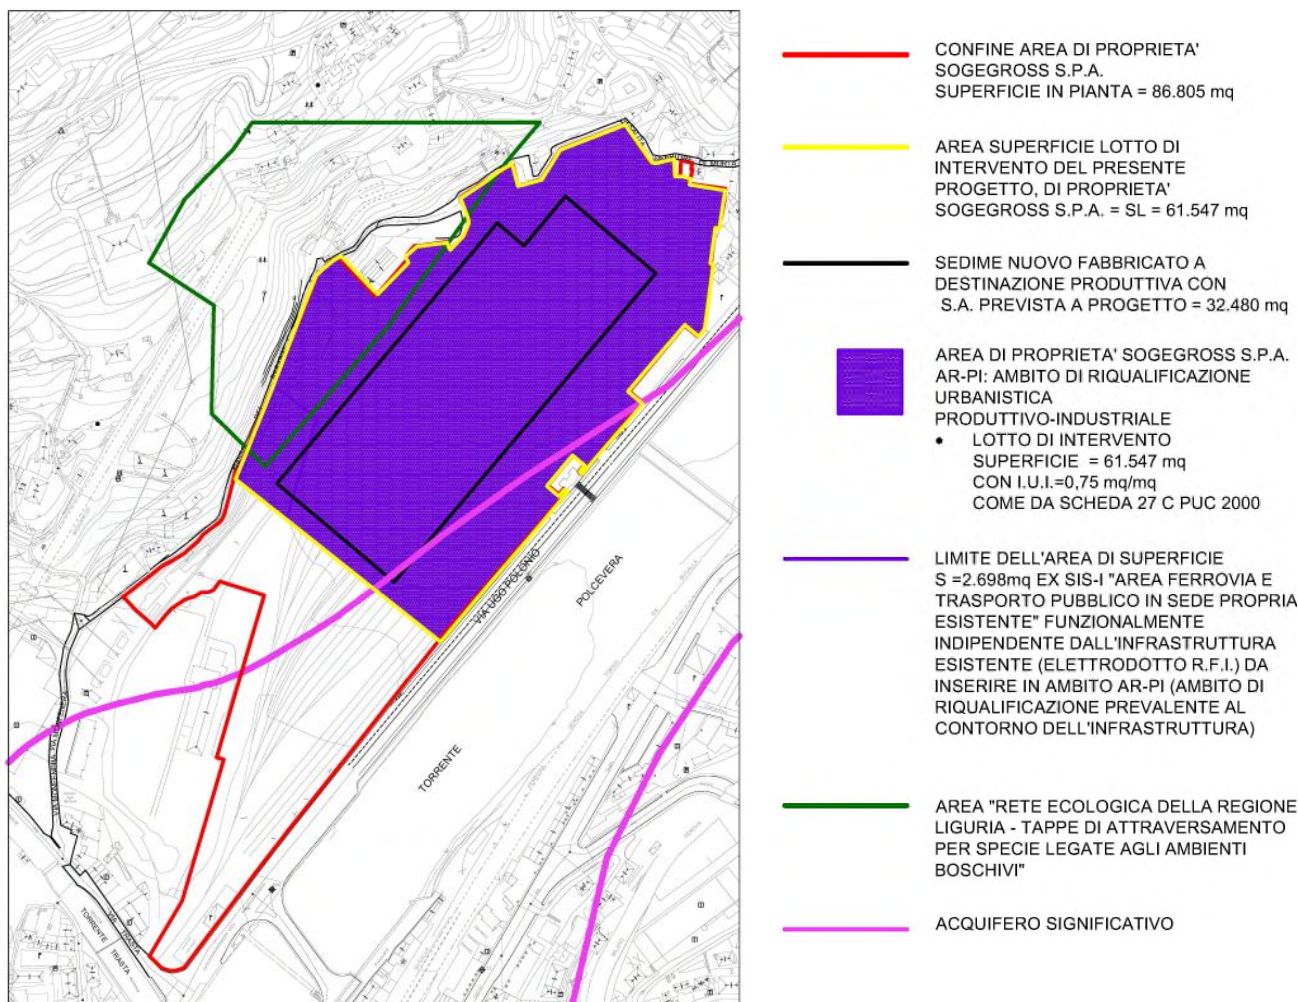 CONFINE AREA DI PROPRIETA'
SOGEGROSS S.P.A.
SUPERFICIE IN PIANTA = 86.805 mq
AREA SUPERFICIE LOTTO DI
INTERVENTO DEL PRESENTE
PROGETTO, DI PROPRIETA'
SOGEGROSS S.P.A. = SL = 61.547 mq
SEDIME NUOVO FABBRICATO A
DESTINAZIONE PRODUTTIVA CON
S.A. PREVISTA A PROGETTO = 32.480 mq
AREA DI PROPRIETA' SOGEGROSS S.P.A.
AR-PI: AMBITO DI RIQUALIFICAZIONE
URBANISTICA
PRODUTTIVO-INDUSTRIALE
• LOTTO DI INTERVENTO
SUPERFICIE = 61.547 mq
CON I.U.I.=0,75 mq/mq
COME DA SCHEDA 27 C PUC 2000
LIMITE DELL'AREA DI SUPERFICIE
S =2.698mq EX SIS-I "AREA FERROVIA E
TRASPORTO PUBBLICO IN SEDE PROPRIA
ESISTENTE" FUNZIONALMENTE
INDIPENDENTE DALL'INFRASTRUTTURA
ESISTENTE (ELETTRODOTTO R.F.I.) DA
INSERIRE IN AMBITO AR-PI (AMBITO DI
RIQUALIFICAZIONE PREVALENTE AL
CONTORNO DELL'INFRASTRUTTURA)
AREA "RETE ECOLOGICA DELLA REGIONE
LIGURIA - TAPPE DI ATTRAVERSAMENTO
PER SPECIE LEGATE AGLI AMBIENTI
BOSCHIVI"
ACQUIFERO SIGNIFICATIVO
VIA UGO POLONIO
POLCEVERA
TORRENTE
TORRENTE
TRASTA
VIA
TRASTA